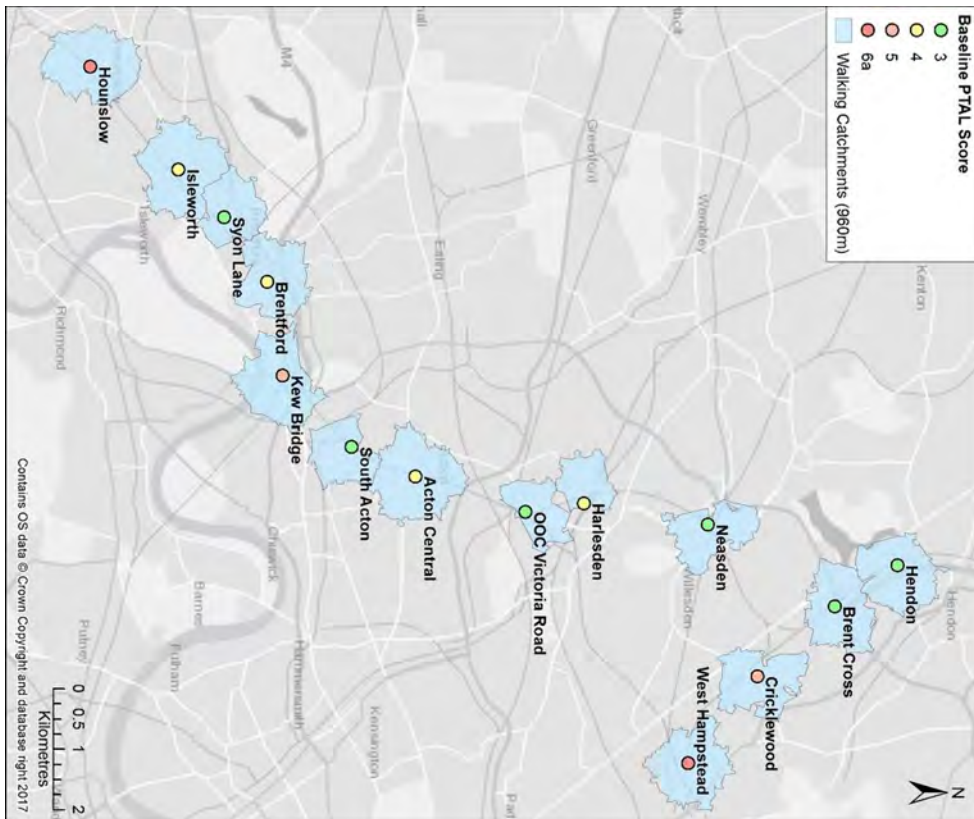 Baseline PTAL Score
3
4
5
6a
Walking Catchments (960m)
N
Kenton
Hendon
Hendon
Brent Cross
Cricklewood
West Hampstead
Wembley
Neasden
Willesden
Greenford
Harlesden
OOC Victoria Road
Ealing
Acton Central
South Acton
Kensington
Hammersmith
Chiswick
M4
Kew Bridge
Brentford
Syon Lane
Isleworth
Isleworth
Hounslow
Barnes
Fulham
Putney
Richmond
0 0.5 1 2
Kilometres
Contains OS data © Crown Copyright and database right 2017